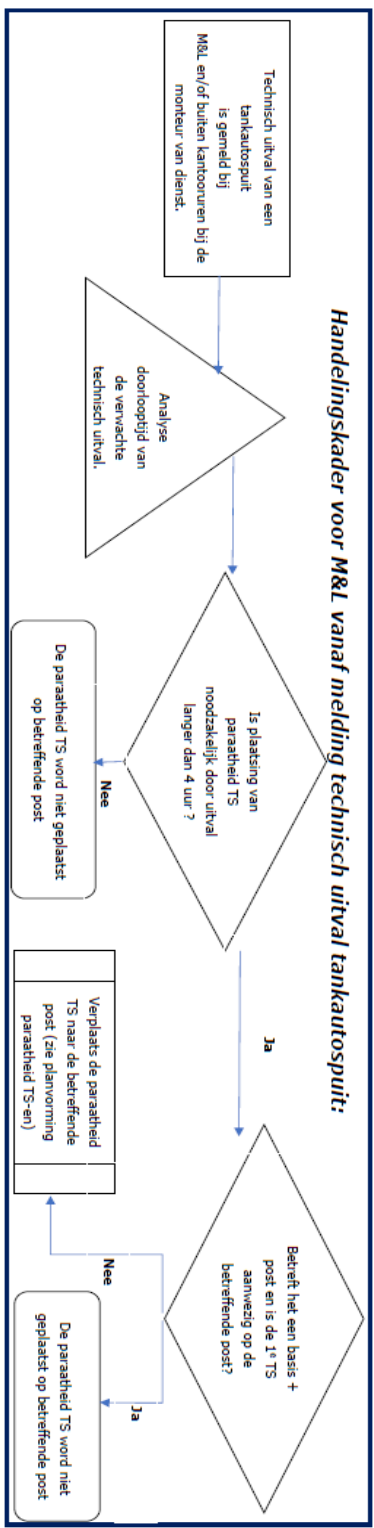 Handelingskader voor M&L vanaf melding technisch uitval tankautospuit:
Technisch uitval van een
tankautospuit
is gemeld bij
M&L en/of buiten kantooruren bij de
monteur van dienst.
Analyse
doorlooptijd van
de verwachte
technisch uitval.
Is plaatsing van
paraatheid TS
noodzakelijk door uitval
langer dan 4 uur ?
Nee
De paraatheid TS word niet geplaatst
op betreffende post
Ja
Betreft het een basis +
post en is de 1e TS
aanwezig op de
betreffende post?
Nee
Verplaats de paraatheid
TS naar de betreffende
post (zie planvorming
paraatheid TS-en)
Ja
De paraatheid TS word niet
geplaatst op betreffende post